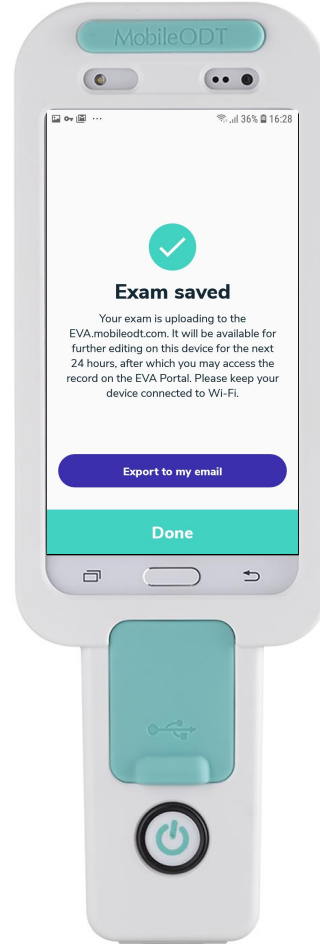 MobileODT
36% 16:28
Exam saved
Your exam is uploading to the
EVA.mobileodt.com. It will be available for
further editing on this device for the next
24 hours, after which you may access the
record on the EVA Portal. Please keep your
device connected to Wi-Fi.
Export to my email
Done